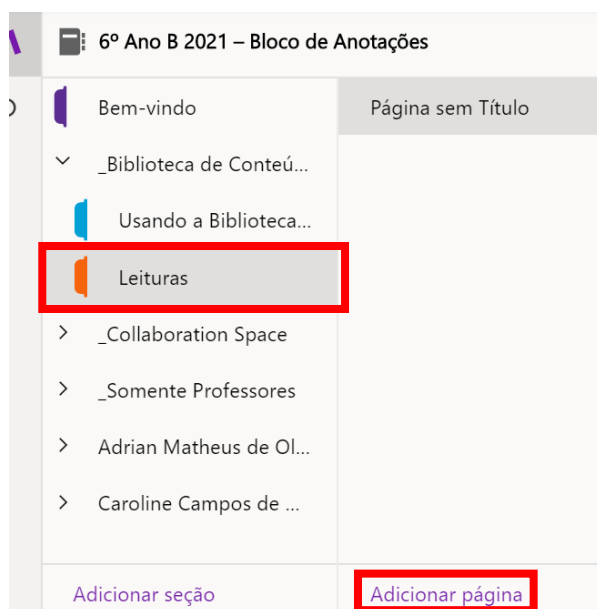 6º Ano B 2021 – Bloco de Anotações
Bem-vindo
Página sem Título
_Biblioteca de Conteú...
Usando a Biblioteca...
Leituras
_Collaboration Space
_Somente Professores
Adrian Matheus de Ol...
Caroline Campos de ...
Adicionar seção
Adicionar página